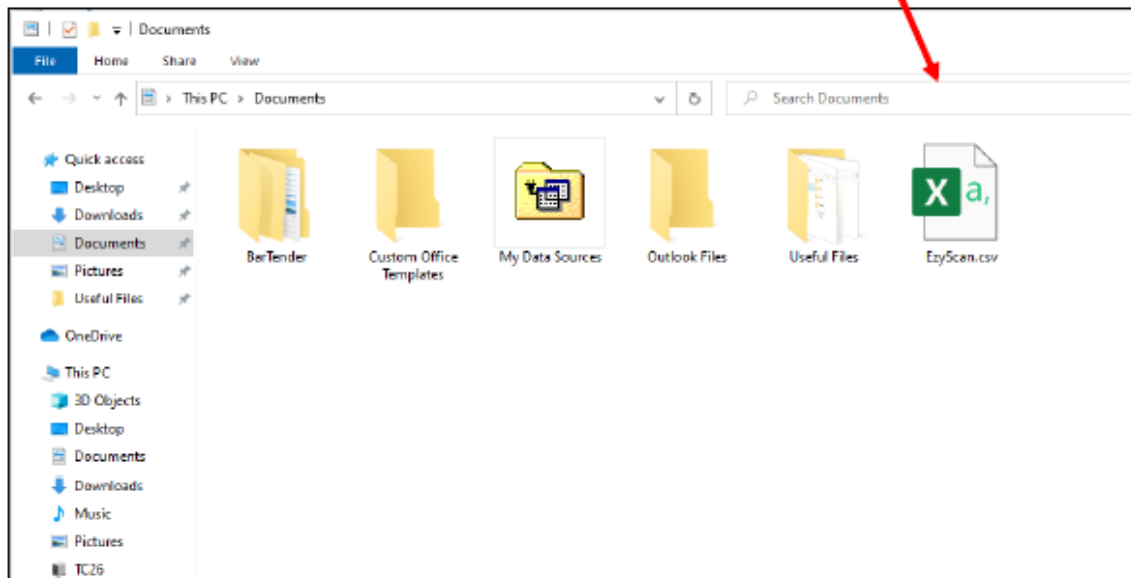 Documents
File Home Share View
This PC > Documents
Search Documents
Quick access
Desktop
Downloads
Documents
Pictures
Useful Files
OneDrive
This PC
3D Objects
Desktop
Documents
Downloads
Music
Pictures
TC26
BarTender
Custom Office
Templates
My Data Sources
Outlook Files
Useful Files
X a,
EzyScan.csv